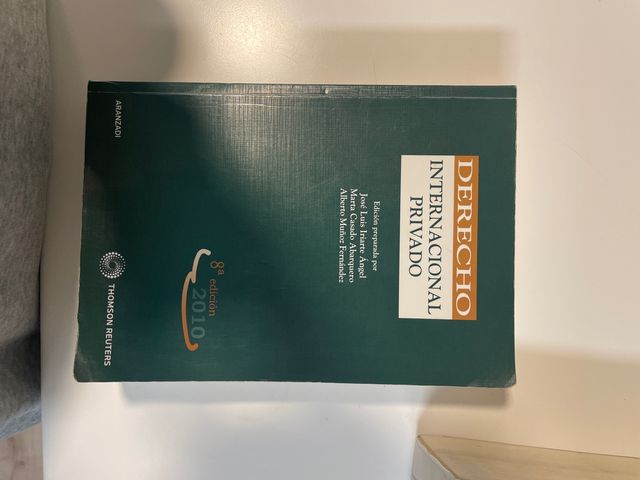 DERECHO
INTERNACIONAL
PRIVADO
Edición preparada por
José Luis Iriarte Ángel
Marta Casado Abarquero
Alberto Muñoz Fernández
8ª edición
2010
ARANZADI
THOMSON REUTERS